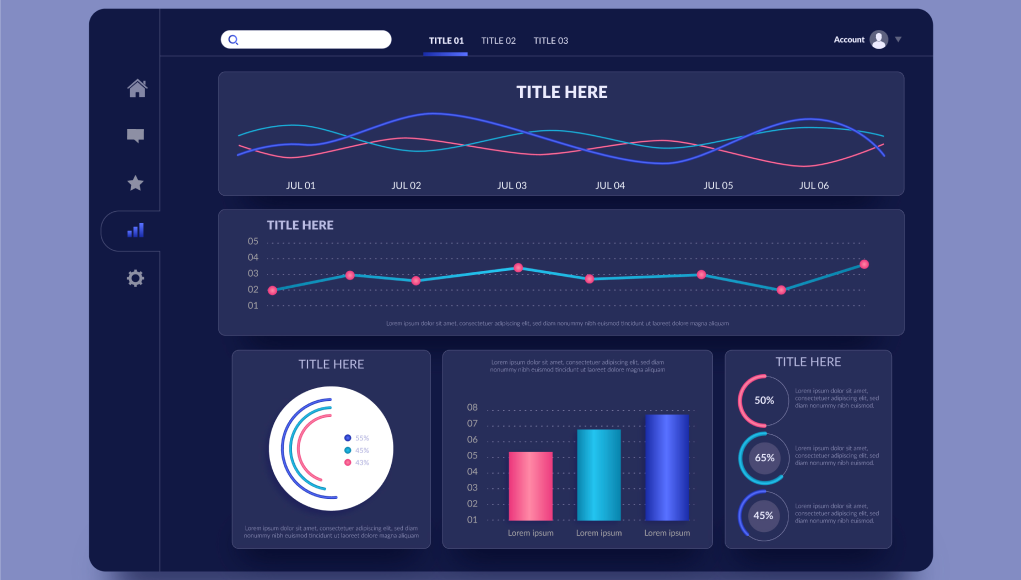 TITLE 01 TITLE 02 TITLE 03
Account
TITLE HERE
JUL 01 JUL 02 JUL 03 JUL 04 JUL 05 JUL 06
TITLE HERE
05
04
03
02
01
Lorem ipsum dolor sit amet, consectetuer adipiscing elit, sed diam nonummy nibh euismod tincidunt ut laoreet dolore magna aliquam
TITLE HERE
55%
45%
43%
Lorem ipsum dolor sit amet, consectetuer adipiscing elit, sed diam
nonummy nibh euismod tincidunt ut laoreet dolore magna aliquam
Lorem ipsum dolor sit amet, consectetuer adipiscing elit, sed diam
nonummy nibh euismod tincidunt ut laoreet dolore magna aliquam
08
07
06
05
04
03
02
01
Lorem ipsum Lorem ipsum Lorem ipsum
TITLE HERE
50%
Lorem ipsum dolor sit amet,
consectetuer adipiscing elit, sed
diam nonummy nibh euismod.
65%
Lorem ipsum dolor sit amet,
consectetuer adipiscing elit, sed
diam nonummy nibh euismod.
45%
Lorem ipsum dolor sit amet,
consectetuer adipiscing elit, sed
diam nonummy nibh euismod.